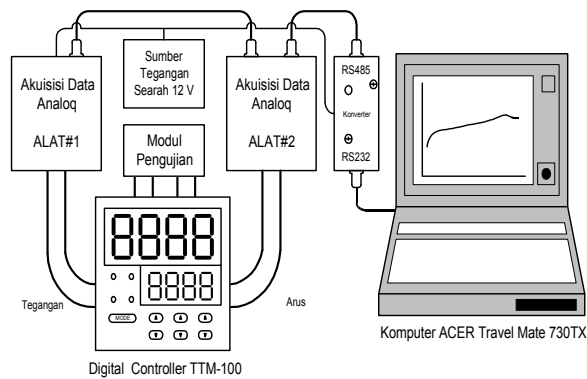 Akuisisi Data
Analoq
ALAT#1
Sumber
Tegangan
Searah 12 V
Akuisisi Data
Analoq
ALAT#2
RS485
Konverter
RS232
Modul
Pengujian
8888
8888
MODE
Tegangan
Arus
Digital Controller TTM-100
Komputer ACER Travel Mate 730TX